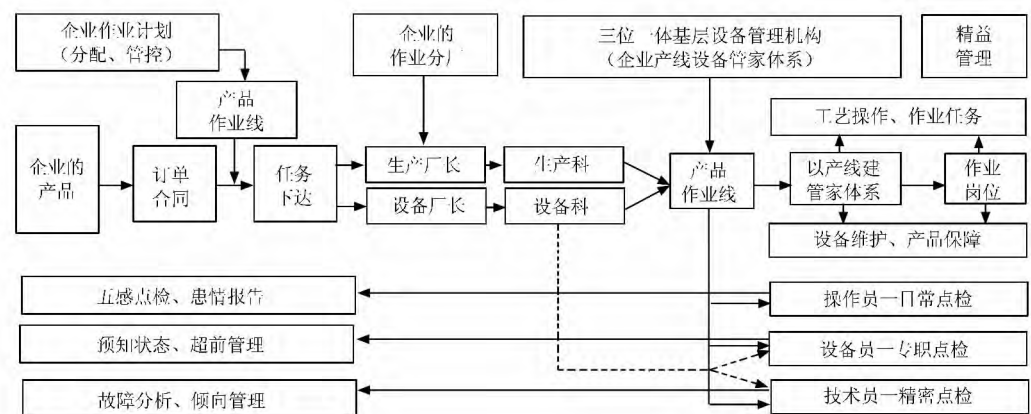 企业作业计划
（分配、管控）
企业的
作业分厂
三位一体基层设备管理机构
（企业产线设备管家体系）
精益
管理
产品
作业线
工艺操作、作业任务
企业的
产品
订单
合同
任务
下达
生产厂长
生产科
设备厂长
设备科
产品
作业线
以产线建
管家体系
作业
岗位
设备维护、产品保障
五感点检、患情报告
操作员一日常点检
预知状态、超前管理
设备员一专职点检
故障分析、倾向管理
技术员一精密点检